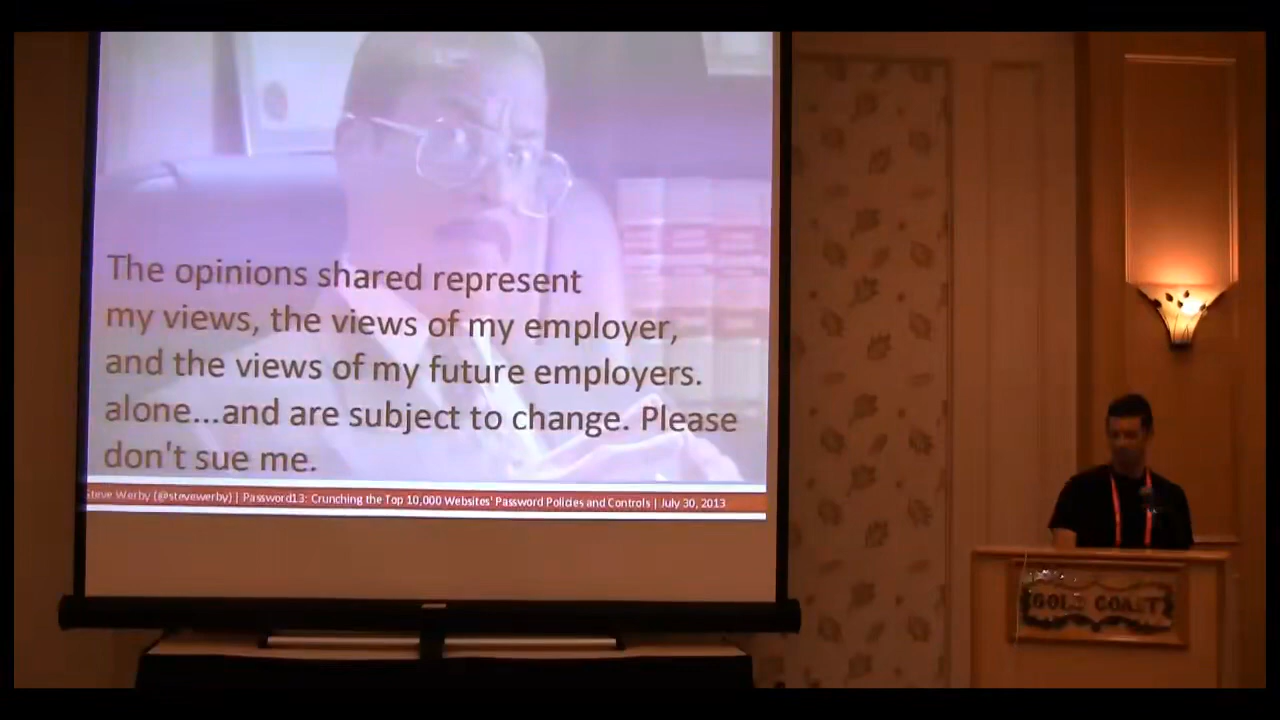 The opinions shared represent
my views, the views of my employer,
and the views of my future employers.
alone...and are subject to change. Please
don't sue me.
Steve Werby (@stevewerby) | Password13: Crunching the Top 10,000 Websites' Password Policies and Controls | July 30, 2013
GOLD COAST